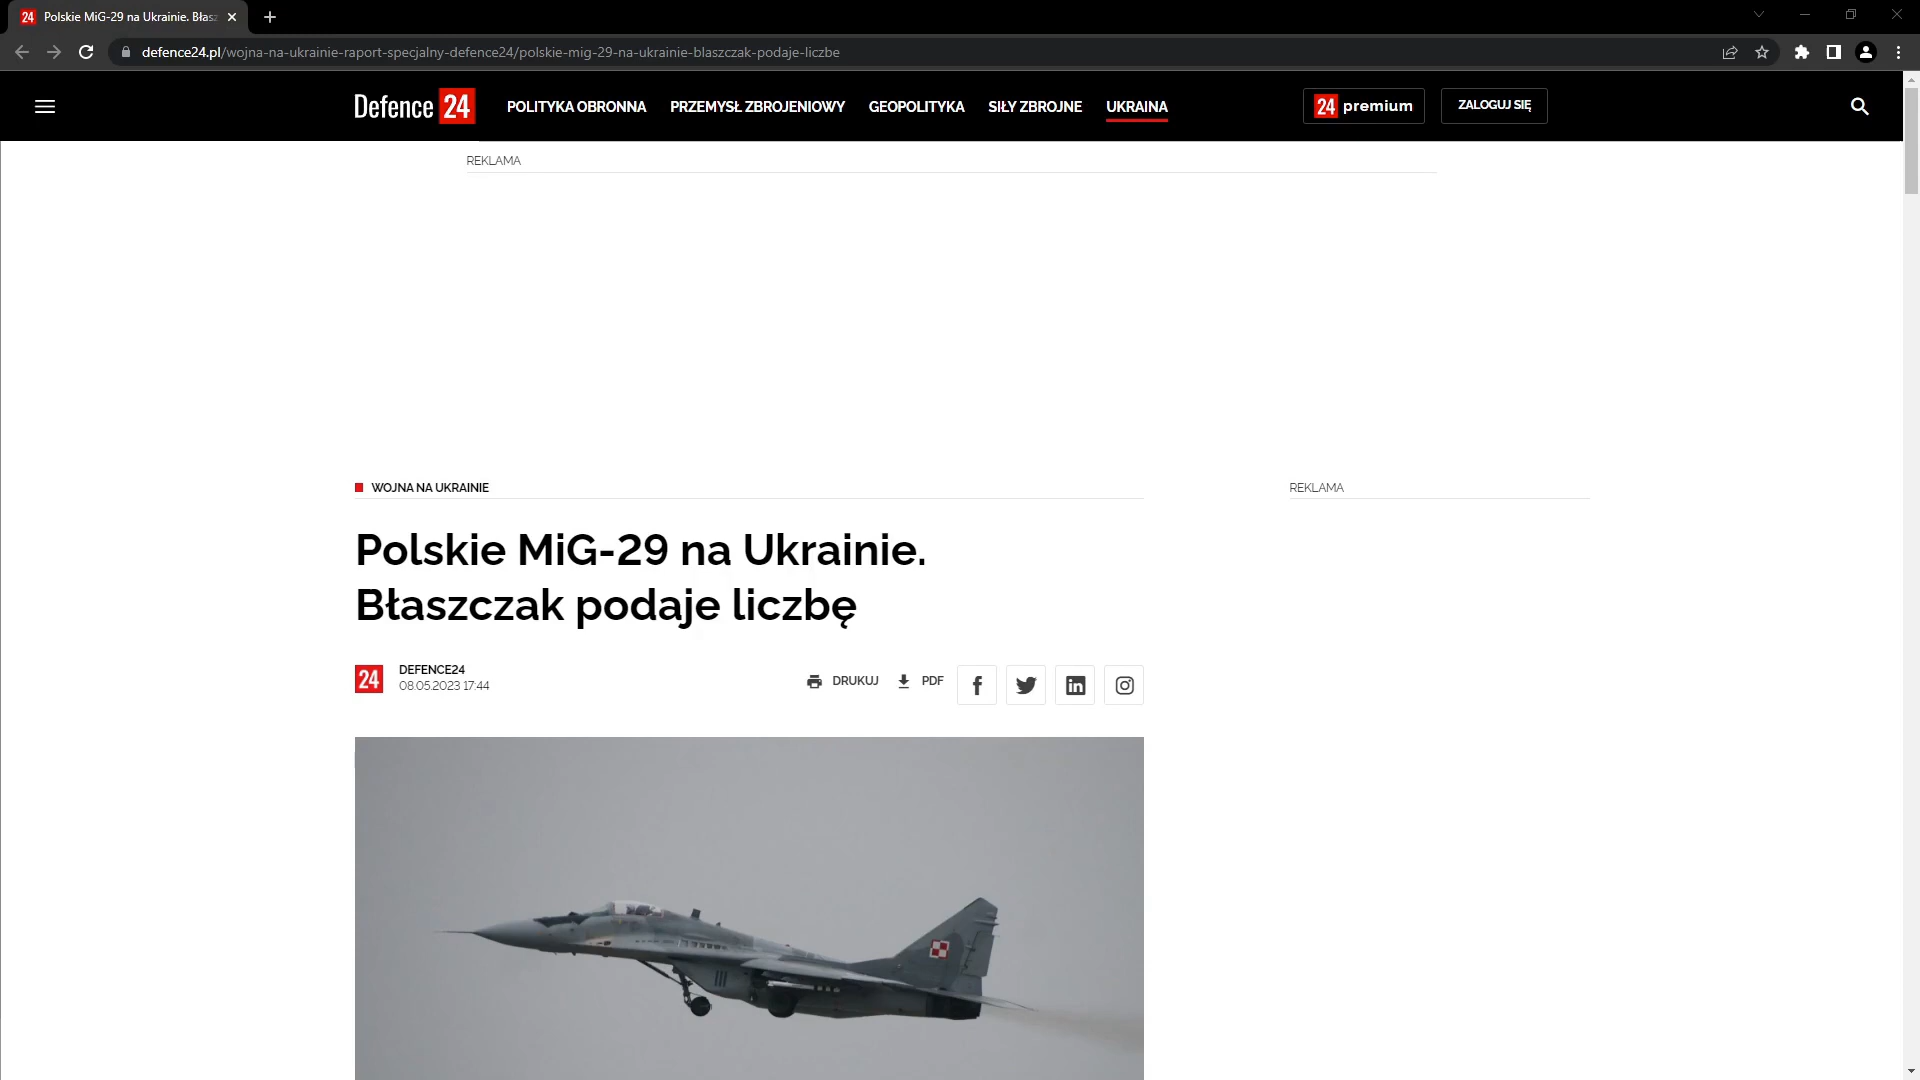 Polskie MiG-29 na Ukrainie. Błasz
defence24.pl/wojna-na-ukrainie-raport-specjalny-defence24/polskie-mig-29-na-ukrainie-blaszczak-podaje-liczbe
Defence 24
POLITYKA OBRONNA
PRZEMYSŁ ZBROJENIOWY
GEOPOLITYKA
SIŁY ZBROJNE
UKRAINA
24 premium
ZALOGUJ SIĘ
REKLAMA
WOJNA NA UKRAINIE
REKLAMA
Polskie MiG-29 na Ukrainie.
Błaszczak podaje liczbę
24
DEFENCE24
08.05.2023 17:44
DRUKUJ
PDF